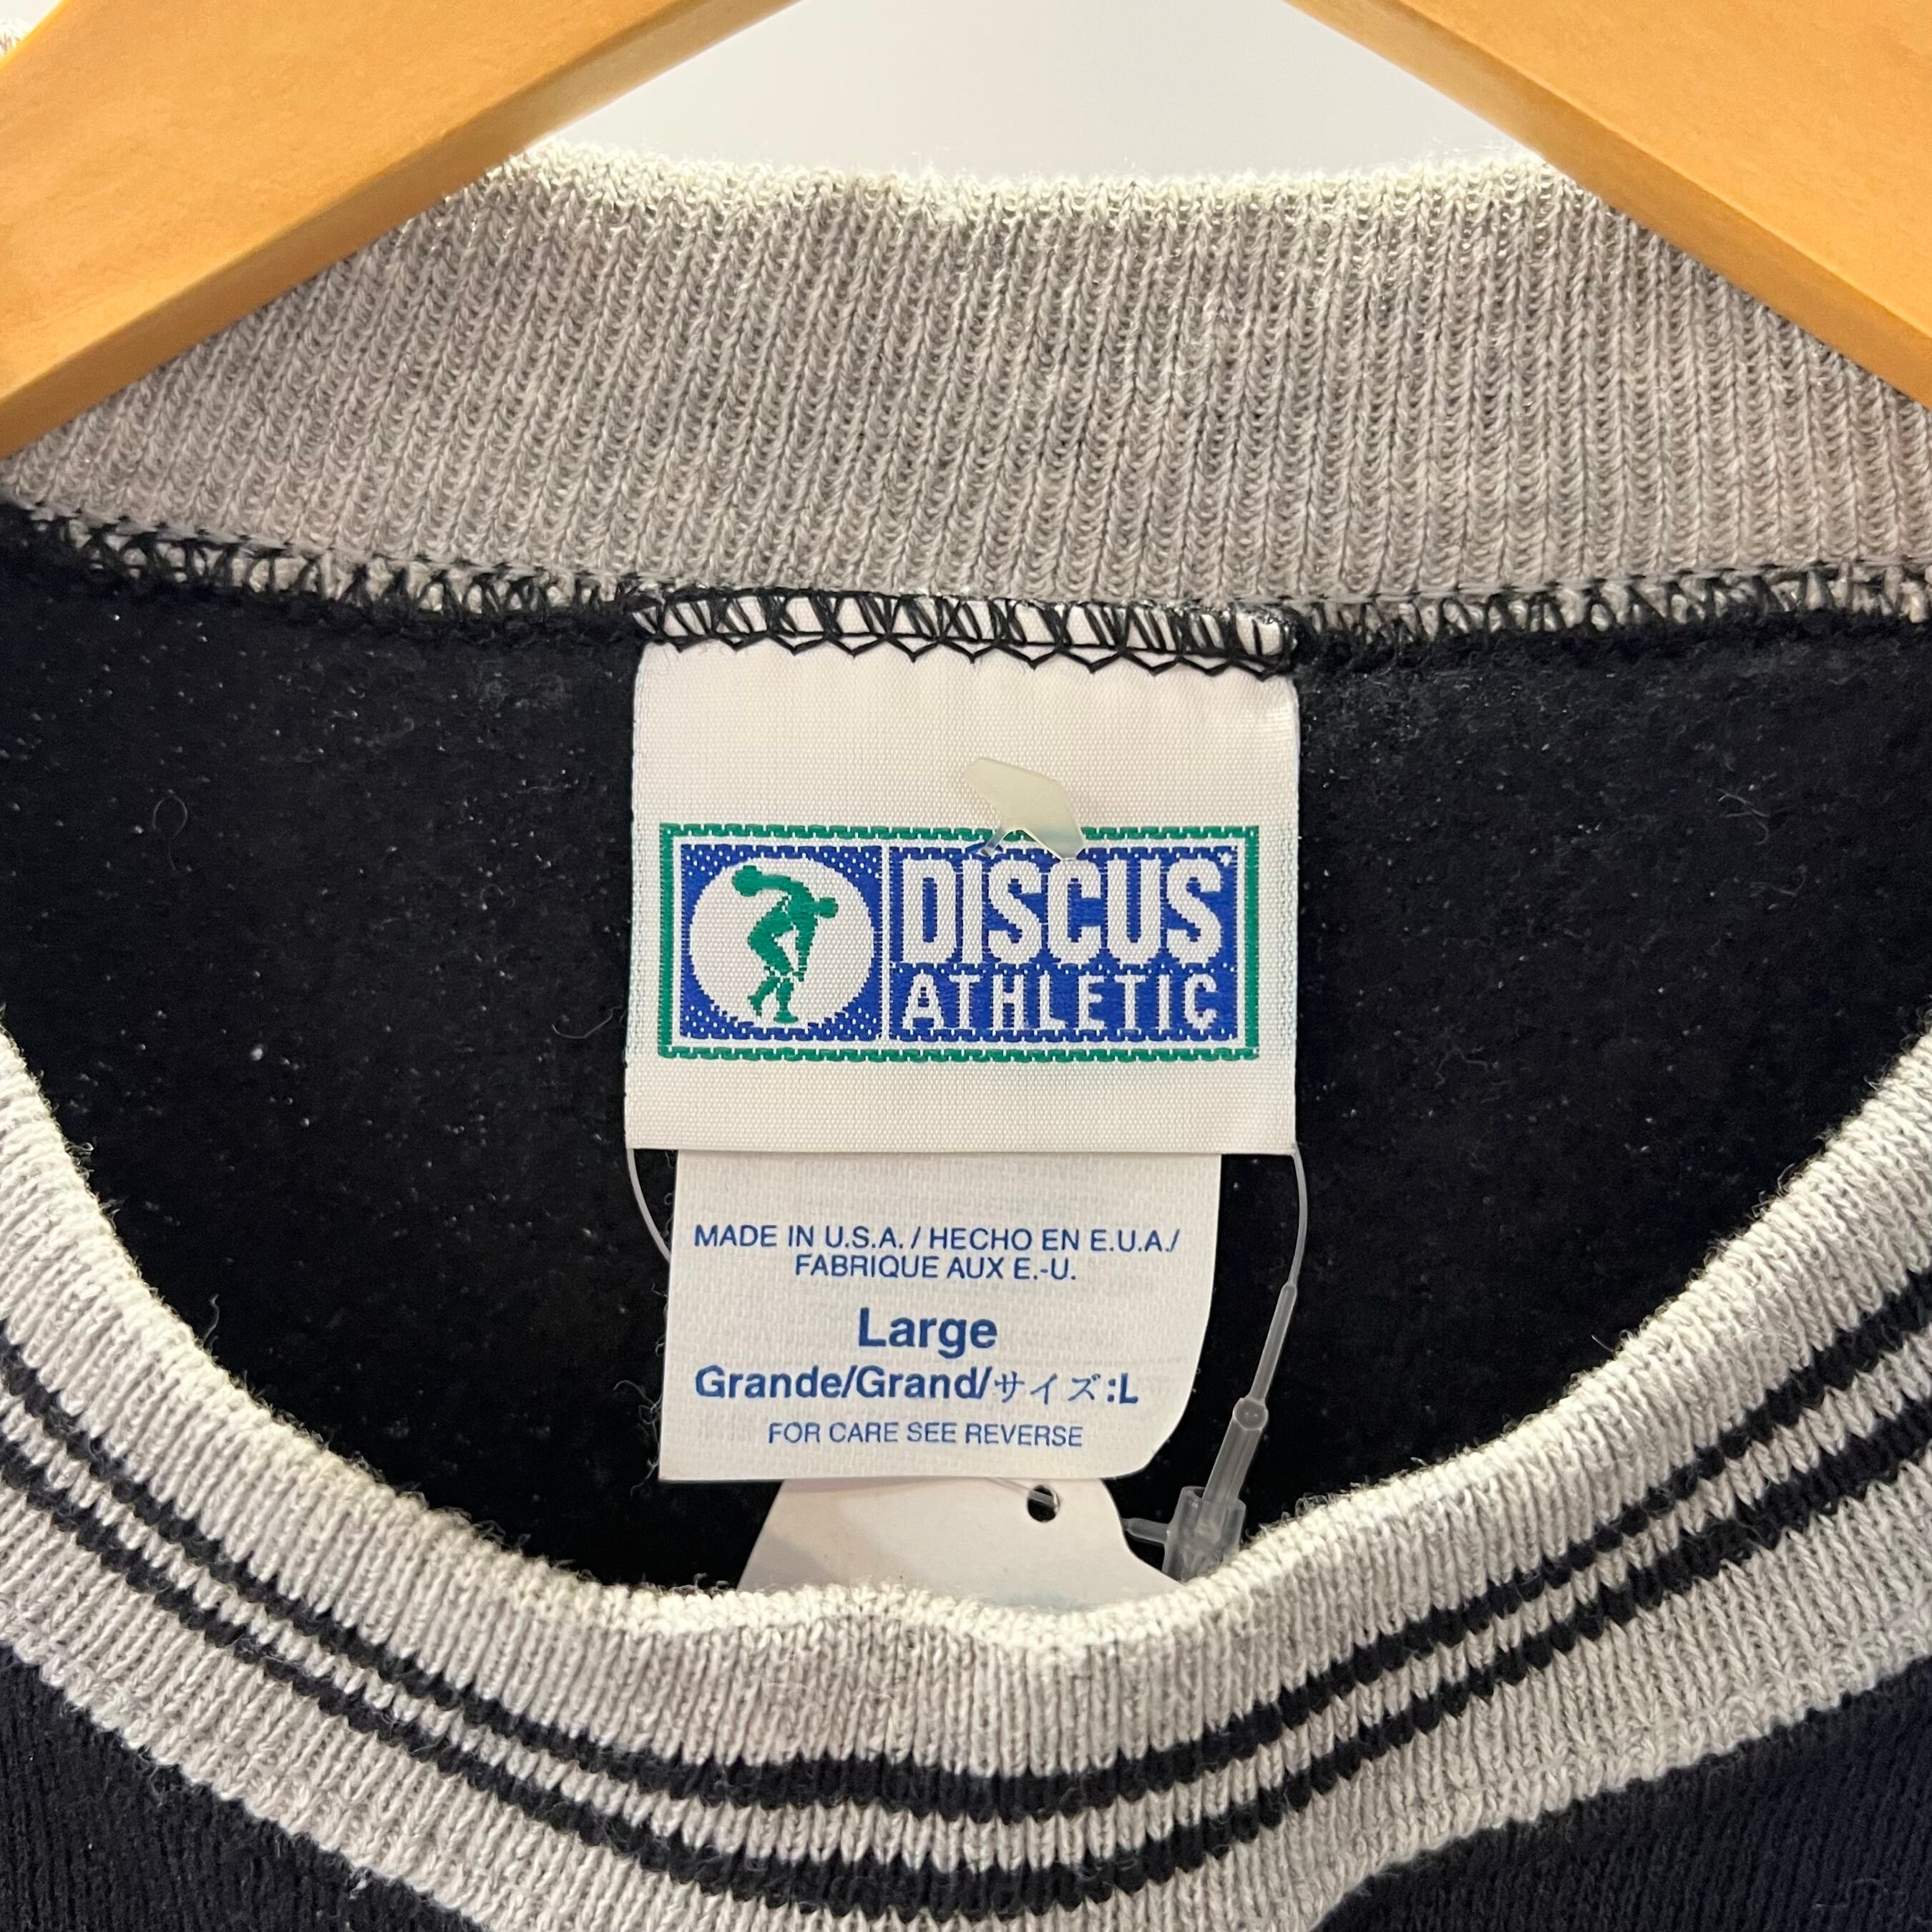 DISCUS
ATHLETIC
MADE IN U.S.A. / HECHO EN E.U.A./
FABRIQUE AUX E.-U.
Large
Grande/Grand/サイズ:L
FOR CARE SEE REVERSE